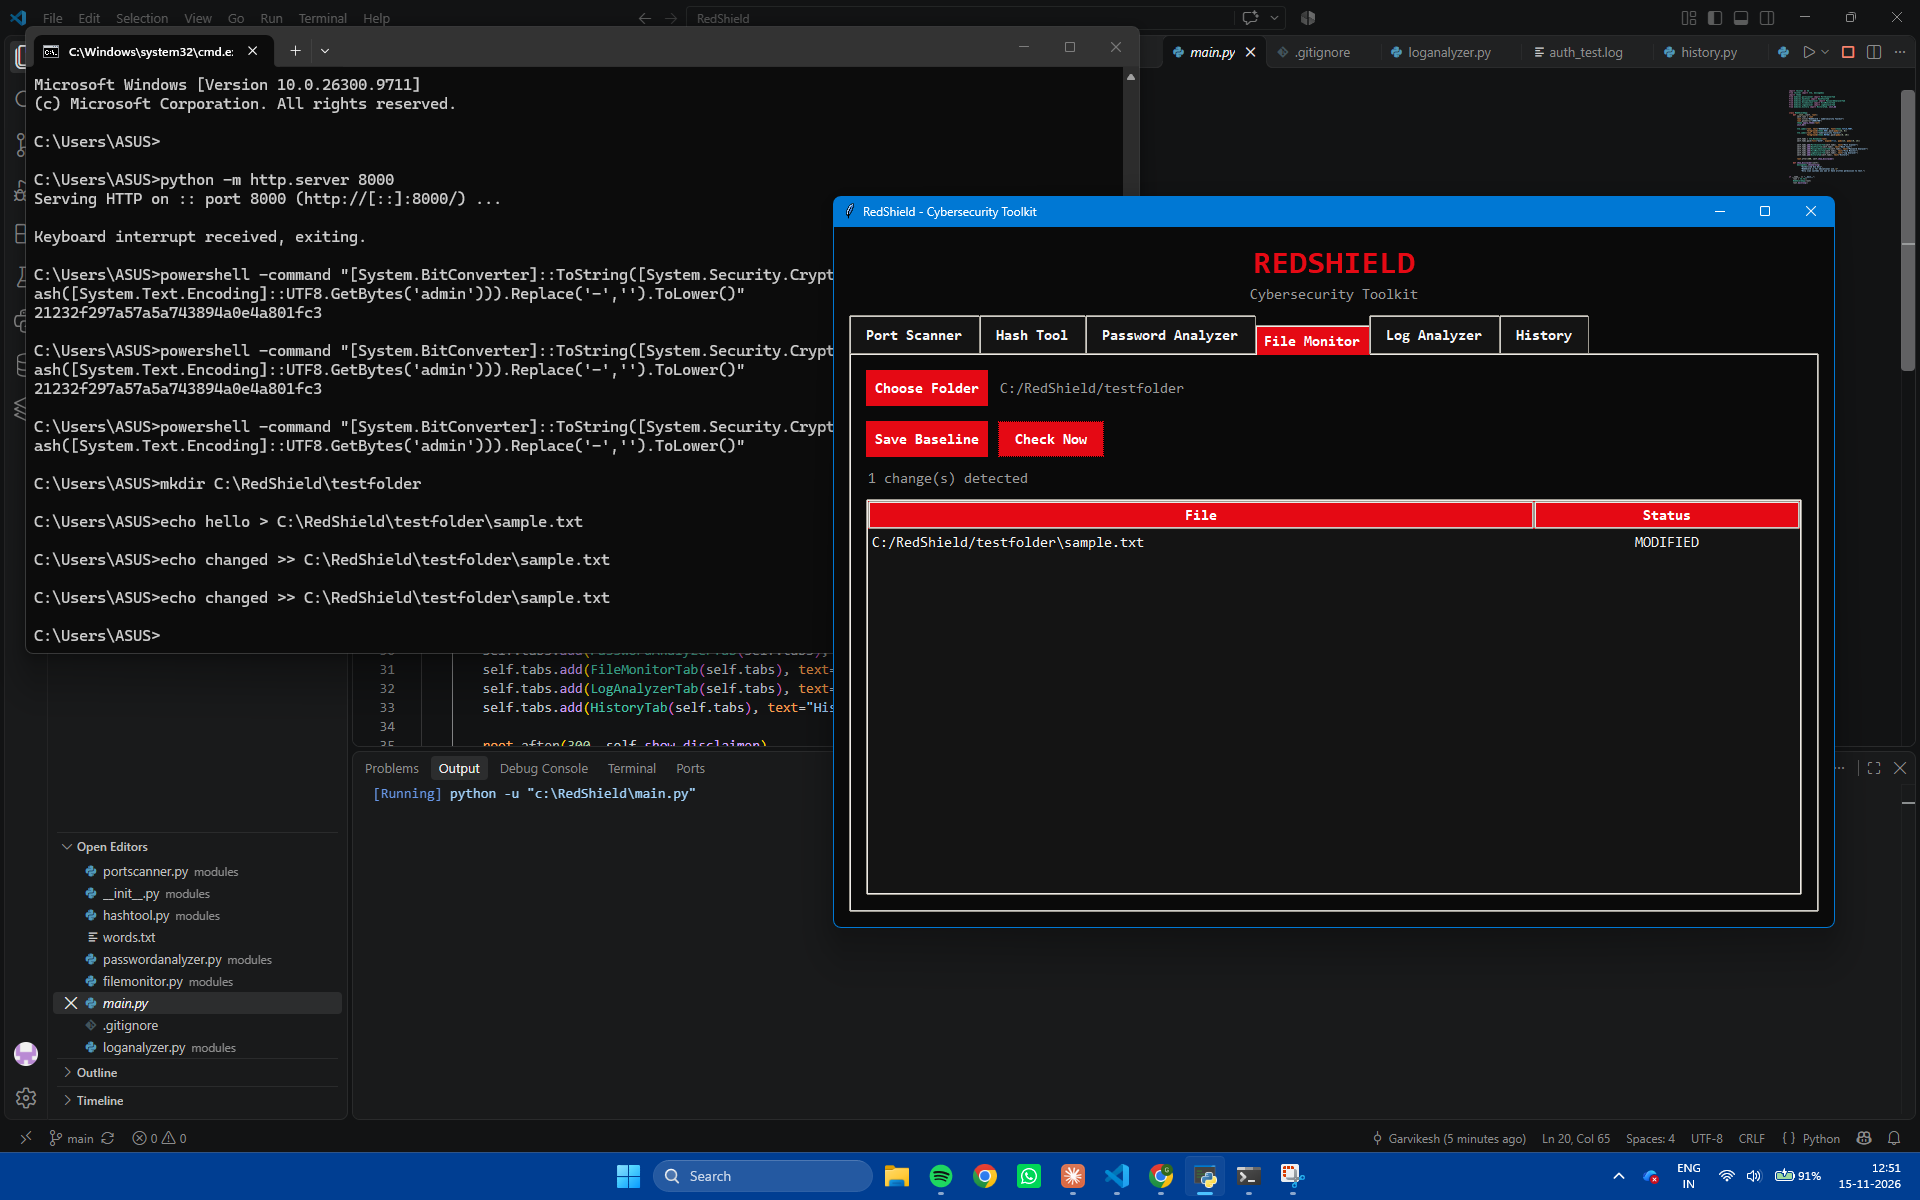 File Edit Selection View Go Run Terminal Help
RedShield
C:\Windows\system32\cmd.e:
Microsoft Windows [Version 10.0.26300.9711]
(c) Microsoft Corporation. All rights reserved.
C:\Users\ASUS>
C:\Users\ASUS>python -m http.server 8000
Serving HTTP on :: port 8000 (http://[::]:8000/) ...
Keyboard interrupt received, exiting.
C:\Users\ASUS>powershell -command "[System.BitConverter]::ToString([System.Security.Crypt
ash([System.Text.Encoding]::UTF8.GetBytes('admin'))).Replace('-','').ToLower()"
21232f297a57a5a743894a0e4a801fc3
C:\Users\ASUS>powershell -command "[System.BitConverter]::ToString([System.Security.Crypt
ash([System.Text.Encoding]::UTF8.GetBytes('admin'))).Replace('-','').ToLower()"
21232f297a57a5a743894a0e4a801fc3
C:\Users\ASUS>powershell -command "[System.BitConverter]::ToString([System.Security.Crypt
ash([System.Text.Encoding]::UTF8.GetBytes('admin'))).Replace('-','').ToLower()"
C:\Users\ASUS>mkdir C:\RedShield\testfolder
C:\Users\ASUS>echo hello > C:\RedShield\testfolder\sample.txt
C:\Users\ASUS>echo changed >> C:\RedShield\testfolder\sample.txt
C:\Users\ASUS>echo changed >> C:\RedShield\testfolder\sample.txt
C:\Users\ASUS>
main.py .gitignore loganalyzer.py auth_test.log history.py
RedShield - Cybersecurity Toolkit
REDSHIELD
Cybersecurity Toolkit
Port Scanner Hash Tool Password Analyzer File Monitor Log Analyzer History
Choose Folder C:/RedShield/testfolder
Save Baseline Check Now
1 change(s) detected
File Status
C:/RedShield/testfolder\sample.txt MODIFIED
31 self.tabs.add(FileMonitorTab(self.tabs), text=
32 self.tabs.add(LogAnalyzerTab(self.tabs), text=
33 self.tabs.add(HistoryTab(self.tabs), text="His
34
35 root.after(300, self.show_disclaimer)
Problems Output Debug Console Terminal Ports
[Running] python -u "c:\RedShield\main.py"
Open Editors
portscanner.py modules
__init__.py modules
hashtool.py modules
words.txt
passwordanalyzer.py modules
filemonitor.py modules
main.py
.gitignore
loganalyzer.py modules
Outline
Timeline
main 0 0
Garvikesh (5 minutes ago) Ln 20, Col 65 Spaces: 4 UTF-8 CRLF { } Python
Search
ENG
IN
91%
12:51
15-11-2026